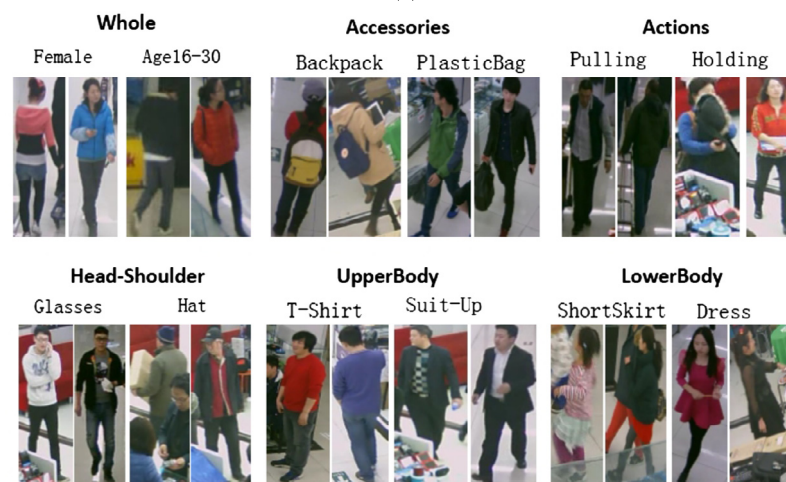 Whole
Accessories
Actions
Female
Age16-30
Backpack
PlasticBag
Pulling
Holding
Head-Shoulder
UpperBody
LowerBody
Glasses
Hat
T-Shirt
Suit-Up
ShortSkirt
Dress